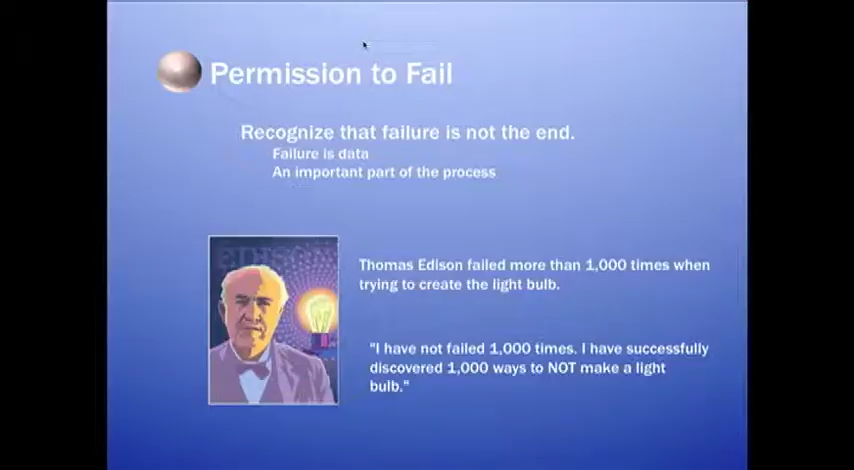 Permission to Fail
Recognize that failure is not the end.
Failure is data
An important part of the process
EDISON
Thomas Edison failed more than 1,000 times when
trying to create the light bulb.
"I have not failed 1,000 times. I have successfully
discovered 1,000 ways to NOT make a light
bulb."